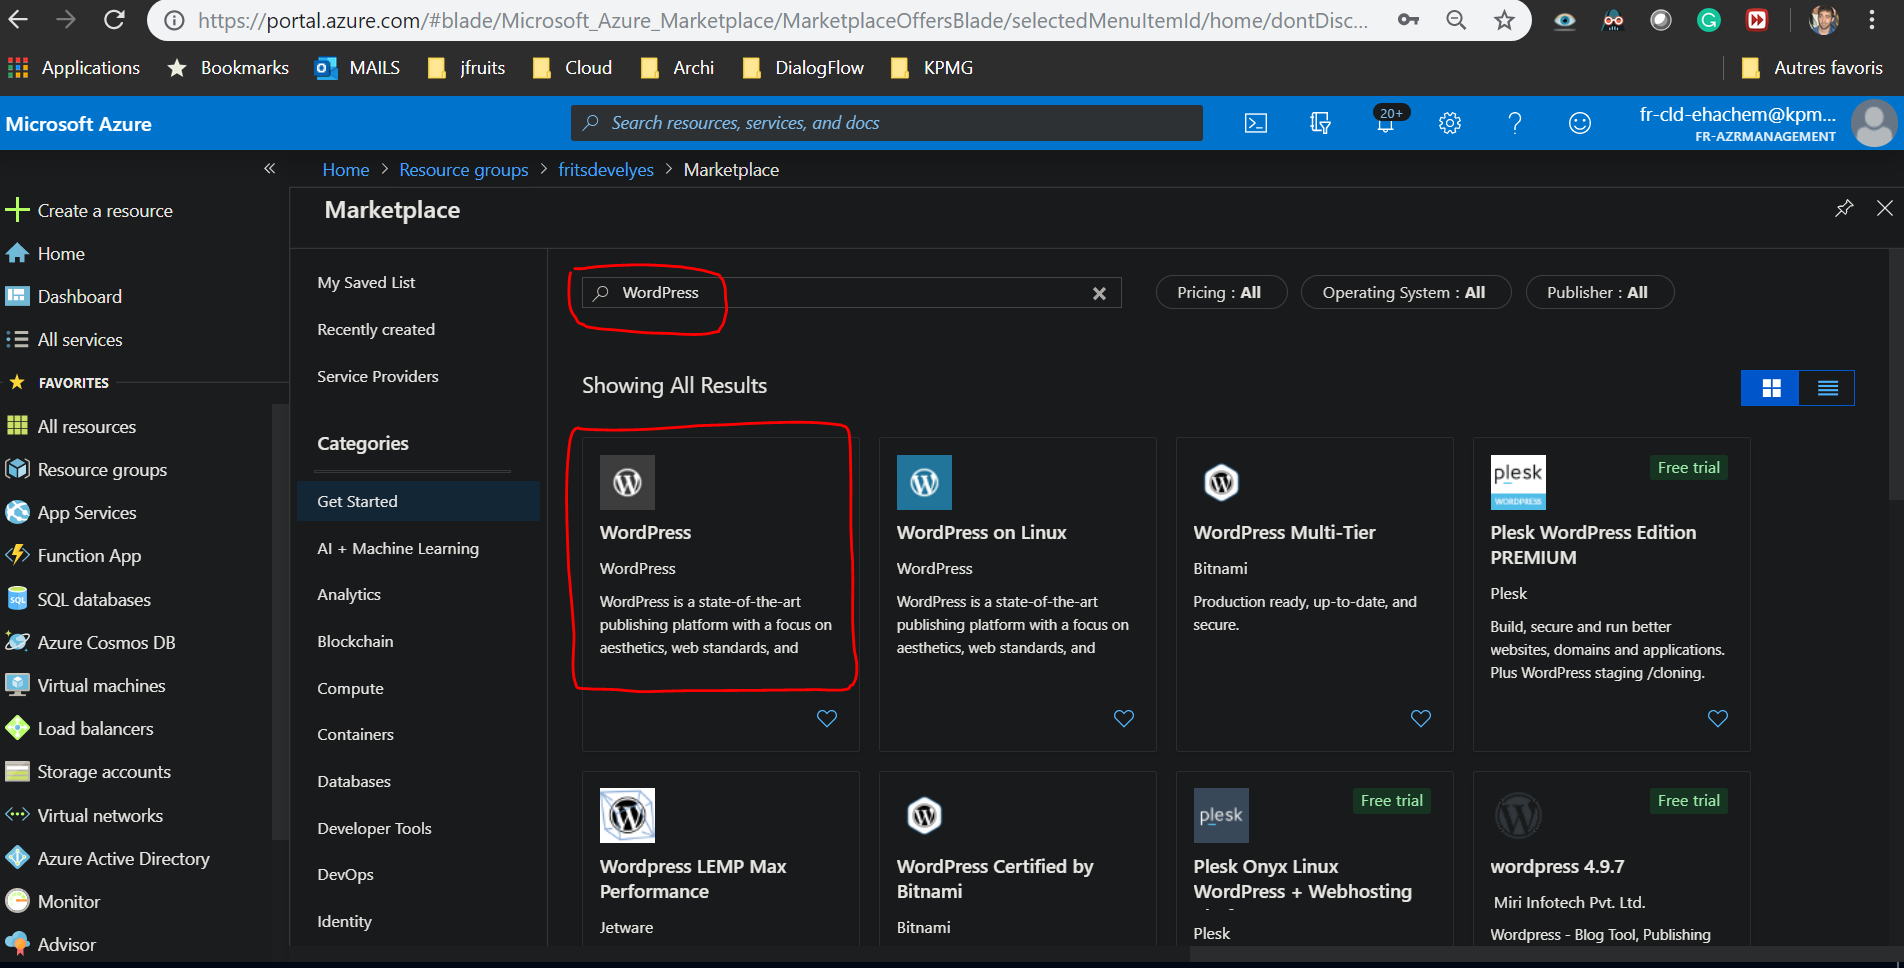 https://portal.azure.com/#blade/Microsoft_Azure_Marketplace/MarketplaceOffersBlade/selectedMenuItemId/home/dontDisc...
Applications
Bookmarks
MAILS
jfruits
Cloud
Archi
DialogFlow
KPMG
Autres favoris
Microsoft Azure
Search resources, services, and docs
20+
fr-cld-ehachem@kpm...
FR-AZRMANAGEMENT
Home > Resource groups > fritsdevelyes > Marketplace
Create a resource
Home
Dashboard
All services
FAVORITES
All resources
Resource groups
App Services
Function App
SQL databases
Azure Cosmos DB
Virtual machines
Load balancers
Storage accounts
Virtual networks
Azure Active Directory
Monitor
Advisor
Marketplace
My Saved List
Recently created
Service Providers
Categories
Get Started
AI + Machine Learning
Analytics
Blockchain
Compute
Containers
Databases
Developer Tools
DevOps
Identity
WordPress
Pricing : All
Operating System : All
Publisher : All
Showing All Results
WordPress
WordPress
WordPress is a state-of-the-art
publishing platform with a focus on
aesthetics, web standards, and
WordPress on Linux
WordPress
WordPress is a state-of-the-art
publishing platform with a focus on
aesthetics, web standards, and
WordPress Multi-Tier
Bitnami
Production ready, up-to-date, and
secure.
plesk
WORDPRESS
Free trial
Plesk WordPress Edition
PREMIUM
Plesk
Build, secure and run better
websites, domains and applications.
Plus WordPress staging /cloning.
Wordpress LEMP Max
Performance
Jetware
WordPress Certified by
Bitnami
Bitnami
plesk
Free trial
Plesk Onyx Linux
WordPress + Webhosting
Plesk
Free trial
wordpress 4.9.7
Miri Infotech Pvt. Ltd.
Wordpress - Blog Tool, Publishing